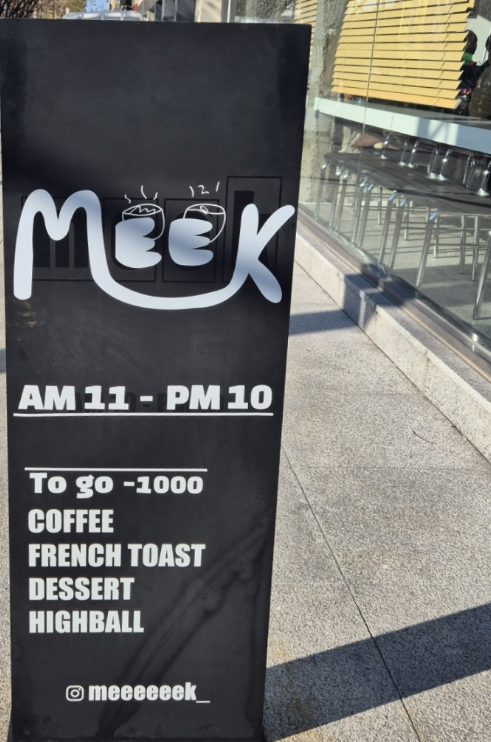 MEEK
AM 11 - PM 10
To go -1000
COFFEE
FRENCH TOAST
DESSERT
HIGHBALL
meeeeeek_